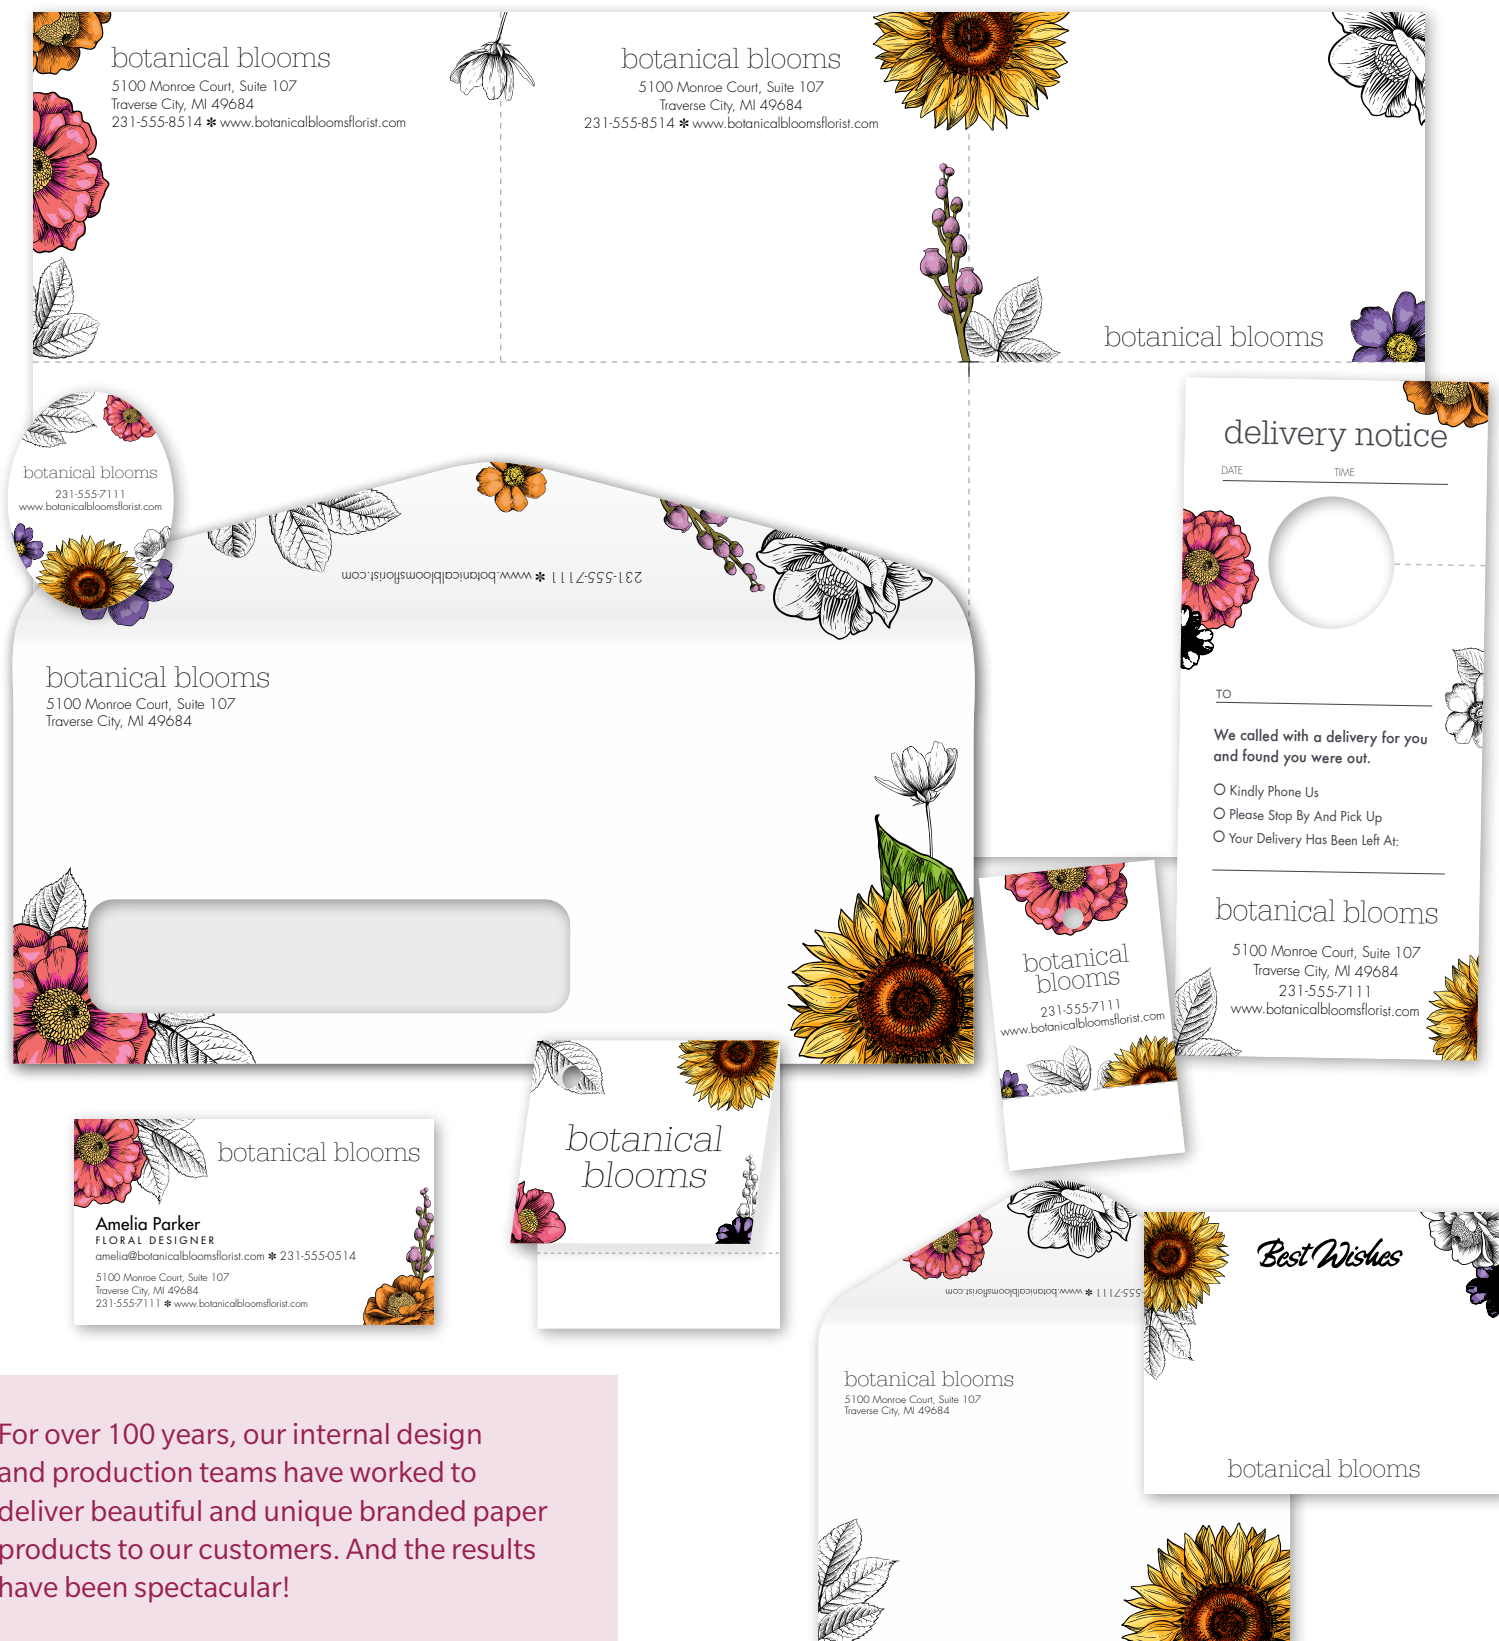 botanical blooms
5100 Monroe Court, Suite 107
Traverse City, MI 49684
231-555-8514 ✽ www.botanicalbloomsflorist.com
botanical blooms
5100 Monroe Court, Suite 107
Traverse City, MI 49684
231-555-8514 ✽ www.botanicalbloomsflorist.com
botanical blooms
botanical blooms
231-555-7111
www.botanicalbloomsflorist.com
231-555-7111 ✽ www.botanicalbloomsflorist.com
botanical blooms
5100 Monroe Court, Suite 107
Traverse City, MI 49684
delivery notice
DATE TIME
TO
We called with a delivery for you
and found you were out.
O Kindly Phone Us
O Please Stop By And Pick Up
O Your Delivery Has Been Left At:
botanical blooms
5100 Monroe Court, Suite 107
Traverse City, MI 49684
231-555-7111
www.botanicalbloomsflorist.com
botanical
blooms
231-555-7111
www.botanicalbloomsflorist.com
botanical blooms
Amelia Parker
FLORAL DESIGNER
amelia@botanicalbloomsflorist.com ✽ 231-555-0514
5100 Monroe Court, Suite 107
Traverse City, MI 49684
231-555-7111 ✽ www.botanicalbloomsflorist.com
botanical
blooms
55-7111 ✽ www.botanicalbloomsflorist.com
botanical blooms
5100 Monroe Court, Suite 107
Traverse City, MI 49684
Best Wishes
botanical blooms
For over 100 years, our internal design
and production teams have worked to
deliver beautiful and unique branded paper
products to our customers. And the results
have been spectacular!